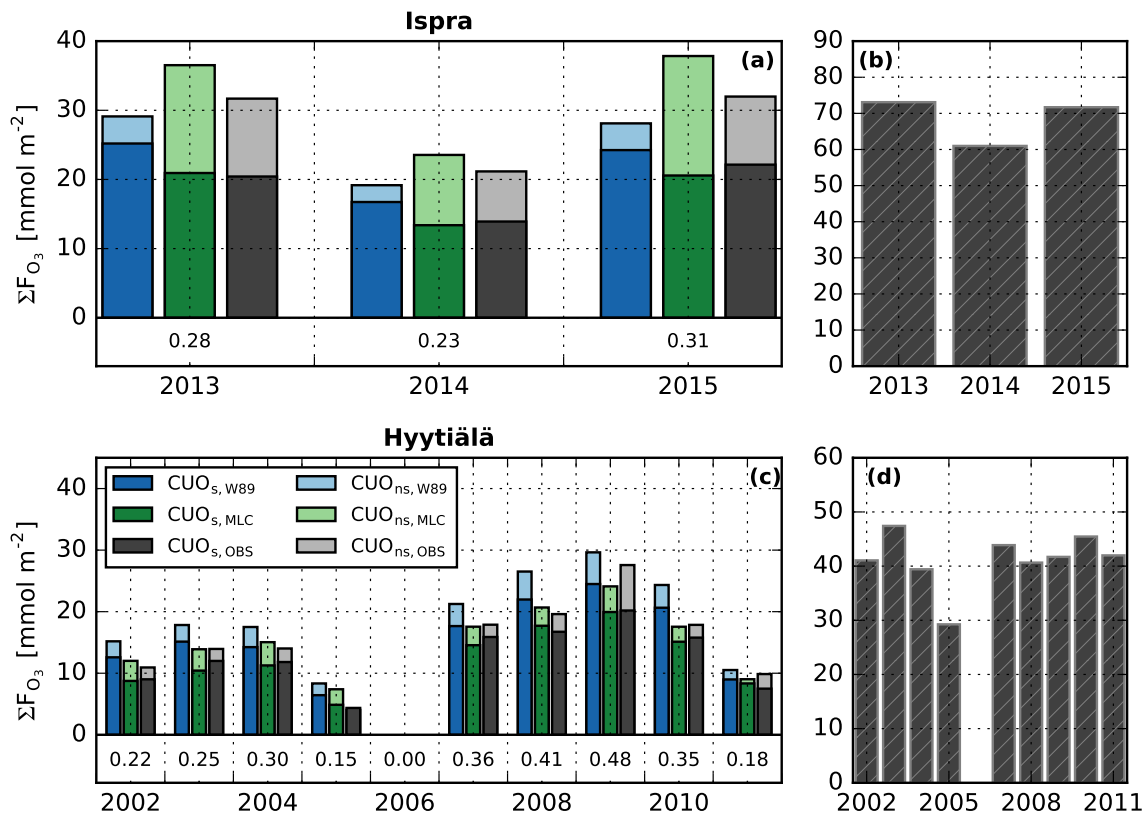 Ispra
(a)
ΣF_O₃ [mmol m⁻²]
40
30
20
10
0
0.28 0.23 0.31
2013 2014 2015
(b)
90
80
70
60
50
40
30
20
10
0
2013 2014 2015
Hyytiälä
(c)
ΣF_O₃ [mmol m⁻²]
40
30
20
10
0
CUO_s, W89 CUO_ns, W89
CUO_s, MLC CUO_ns, MLC
CUO_s, OBS CUO_ns, OBS
0.22 0.25 0.30 0.15 0.00 0.36 0.41 0.48 0.35 0.18
2002 2004 2006 2008 2010
(d)
60
50
40
30
20
10
0
2002 2005 2008 2011